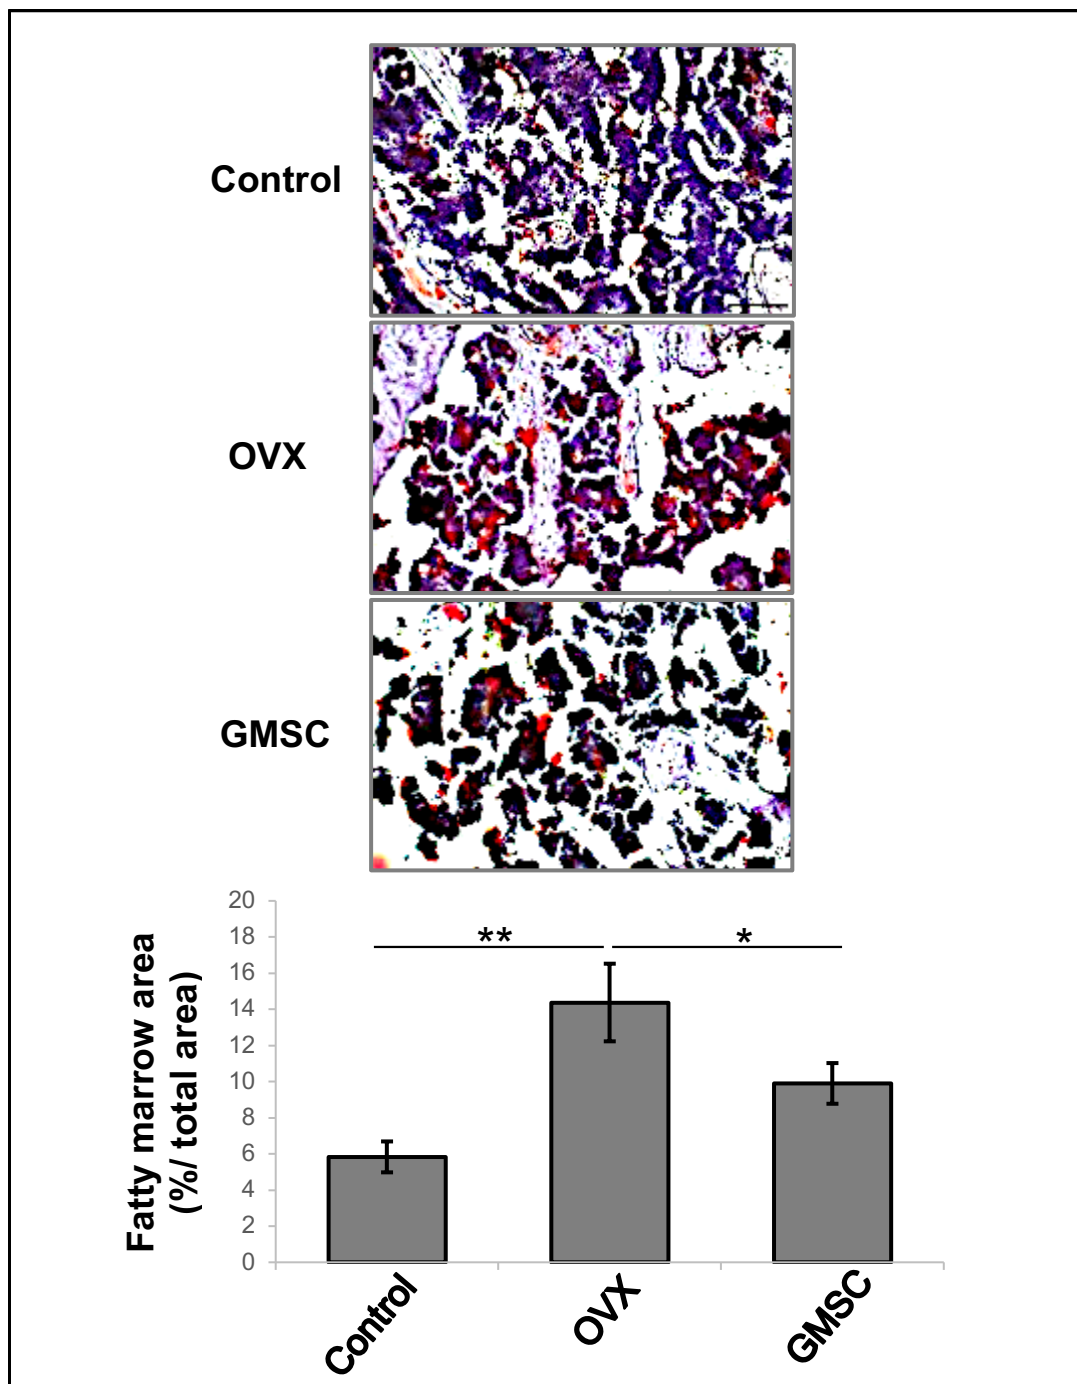 Control
OVX
GMSC
20
18
16
14
12
10
8
6
4
2
0
Fatty marrow area
(%/ total area)
**
*
Control
OVX
GMSC